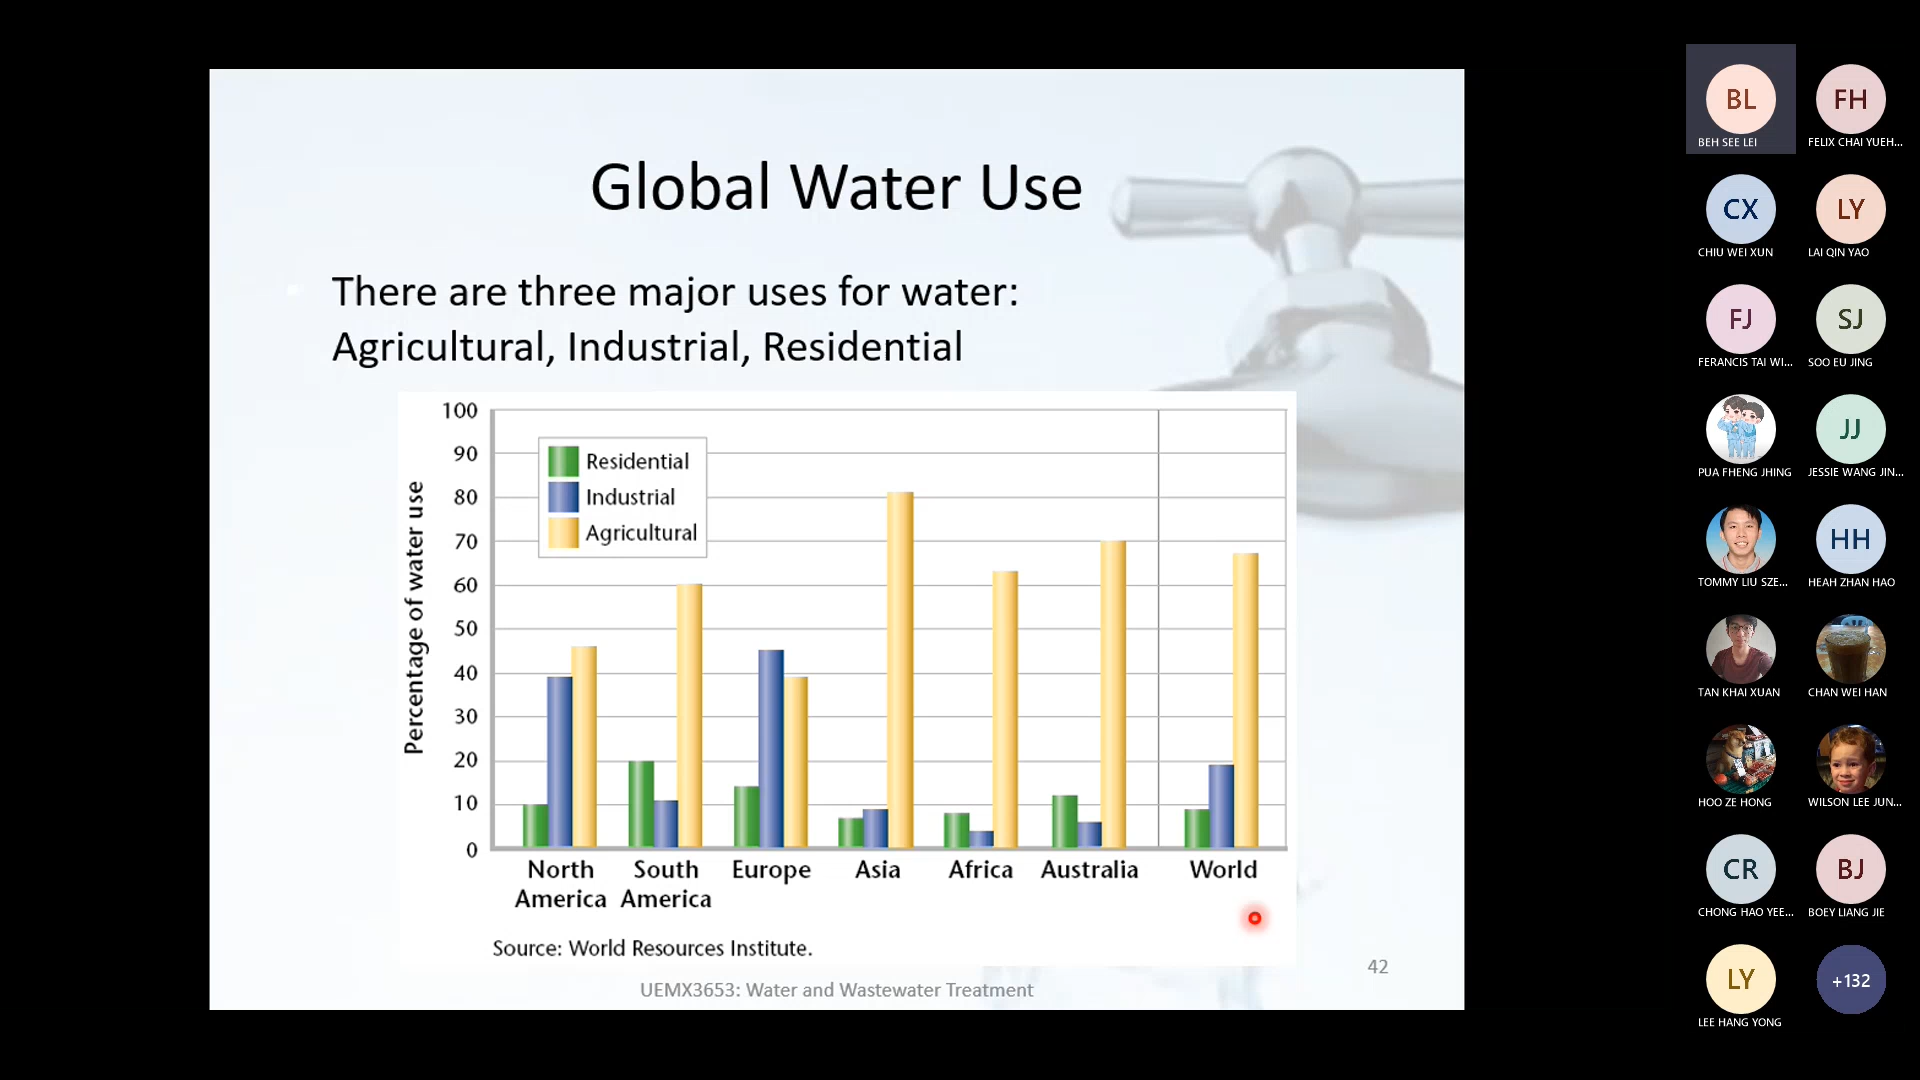 Global Water Use
There are three major uses for water:
Agricultural, Industrial, Residential
Percentage of water use
100
90
80
70
60
50
40
30
20
10
0
Residential
Industrial
Agricultural
North America
South America
Europe
Asia
Africa
Australia
World
Source: World Resources Institute.
42
UEMX3653: Water and Wastewater Treatment
BL
BEH SEE LEI
FH
FELIX CHAI YUEH...
CX
CHIU WEI XUN
LY
LAI QIN YAO
FJ
FERANCIS TAI WI...
SJ
SOO EU JING
PUA FHENG JHING
JJ
JESSIE WANG JIN...
TOMMY LIU SZE...
HH
HEAH ZHAN HAO
TAN KHAI XUAN
CHAN WEI HAN
HOO ZE HONG
WILSON LEE JUN...
CR
CHONG HAO YEE...
BJ
BOEY LIANG JIE
LY
LEE HANG YONG
+132